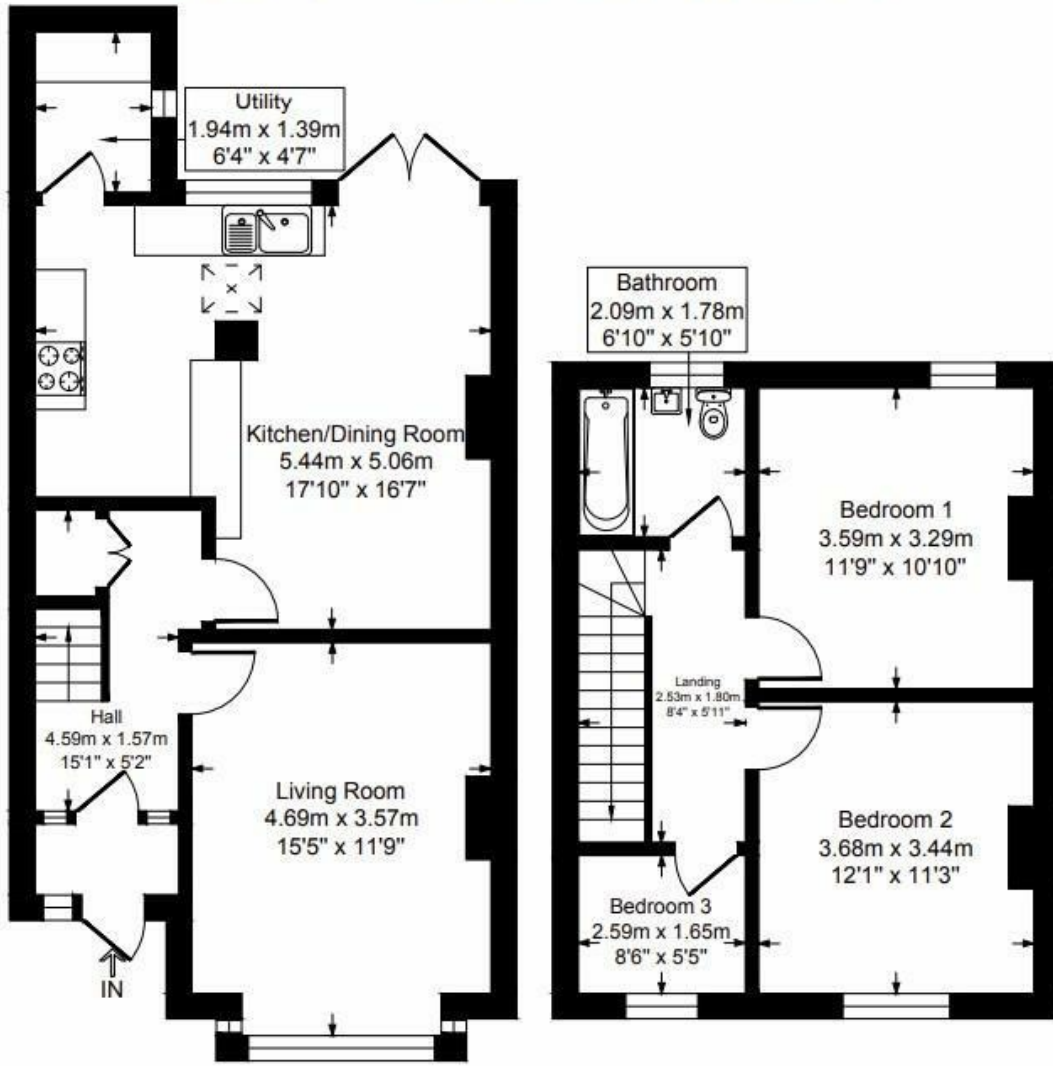 Utility
1.94m x 1.39m
6'4" x 4'7"
Kitchen/Dining Room
5.44m x 5.06m
17'10" x 16'7"
Hall
4.59m x 1.57m
15'1" x 5'2"
Living Room
4.69m x 3.57m
15'5" x 11'9"
IN
Bathroom
2.09m x 1.78m
6'10" x 5'10"
Bedroom 1
3.59m x 3.29m
11'9" x 10'10"
Landing
2.53m x 1.80m
8'4" x 5'11"
Bedroom 2
3.68m x 3.44m
12'1" x 11'3"
Bedroom 3
2.59m x 1.65m
8'6" x 5'5"